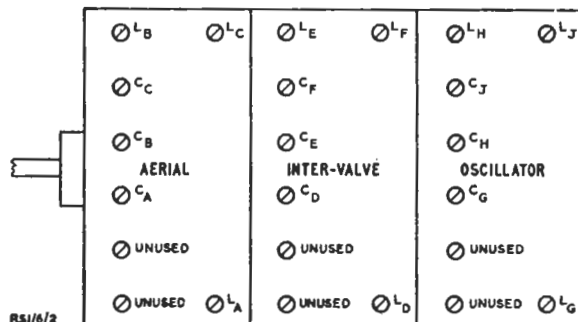 LB LC LE LF LH LJ
CC CF CJ
CB CE CH
AERIAL INTER-VALVE OSCILLATOR
CA CD CG
UNUSED UNUSED UNUSED
UNUSED LA UNUSED LD UNUSED LG
RSJ/6/2